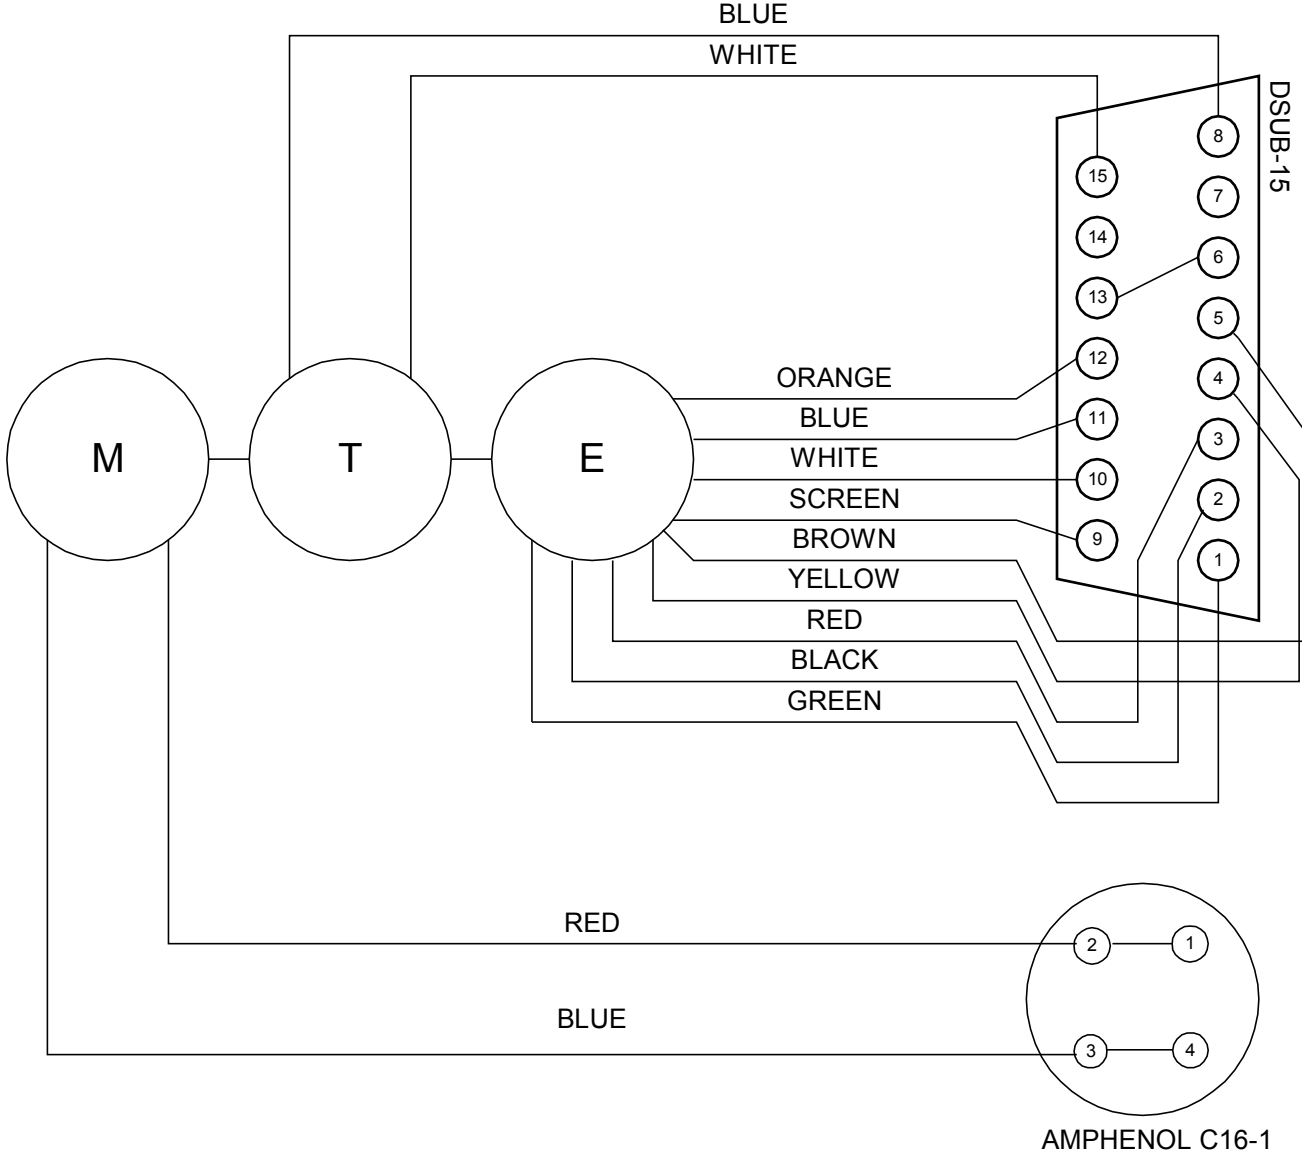 BLUE
WHITE
DSUB-15
8
15
7
14
6
13
5
12
4
ORANGE
11
BLUE
3
M
T
E
WHITE
10
2
SCREEN
9
BROWN
1
YELLOW
RED
BLACK
GREEN
RED
2
1
BLUE
3
4
AMPHENOL C16-1